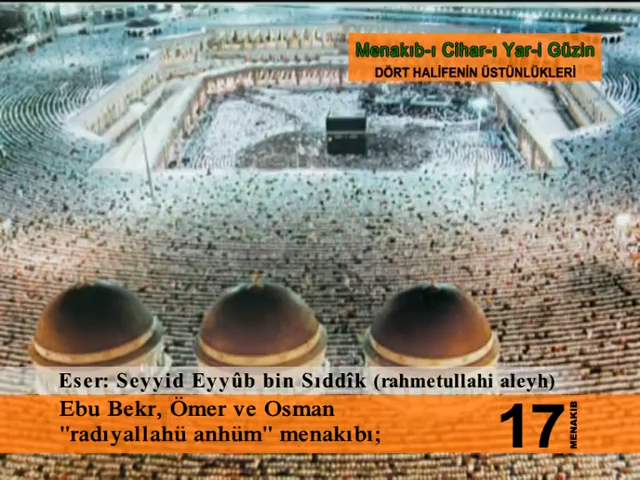 Menakıb-ı Cihar-ı Yar-i Güzin
DÖRT HALİFENİN ÜSTÜNLÜKLERİ
Eser: Seyyid Eyyûb bin Sıddîk (rahmetullahi aleyh)
Ebu Bekr, Ömer ve Osman
"radıyallahü anhüm" menakıbı;
17
MENAKIB